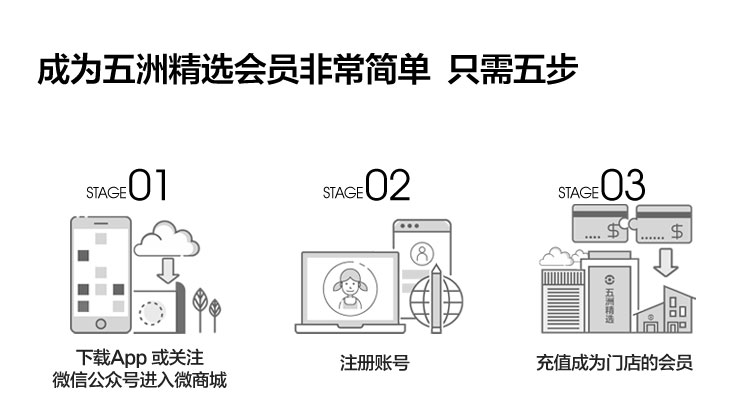 成为五洲精选会员非常简单 只需五步
STAGE01
STAGE02
STAGE03
$ $
五洲精选
下载App 或关注
微信公众号进入微商城
注册账号
充值成为门店的会员